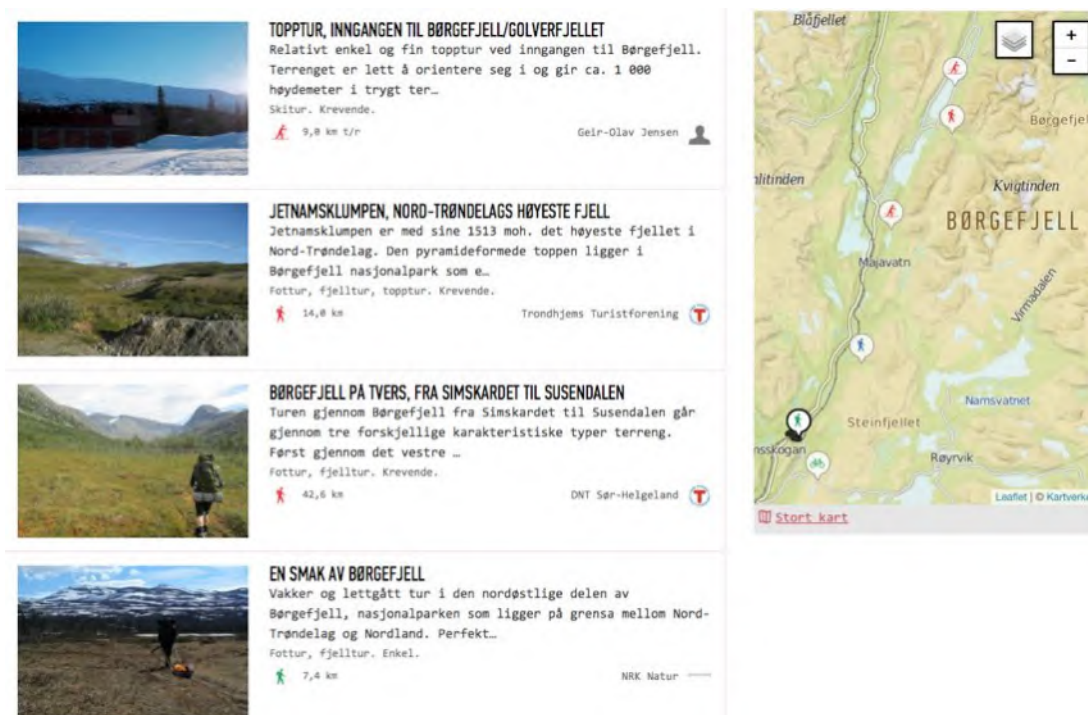 TOPPTUR, INNGANGEN TIL BØRGEFJELL/GOLVERFJELLET
Relativt enkel og fin topptur ved inngangen til Børgefjell.
Terrenget er lett å orientere seg i og gir ca. 1 000
høydemeter i trygt ter…
Skitur. Krevende.
9,0 km t/r
Geir-Olav Jensen
JETNAMSKLUMPEN, NORD-TRØNDELAGS HØYESTE FJELL
Jetnamsklumpen er med sine 1513 moh. det høyeste fjellet i
Nord-Trøndelag. Den pyramideformede toppen ligger i
Børgefjell nasjonalpark som e…
Fottur, fjelltur, topptur. Krevende.
14,0 km
Trondhjems Turistforening
T
BØRGEFJELL PÅ TVERS, FRA SIMSKARDET TIL SUSENDALEN
Turen gjennom Børgefjell fra Simskardet til Susendalen går
gjennom tre forskjellige karakteristiske typer terreng.
Først gjennom det vestre …
Fottur, fjelltur. Krevende.
42,6 km
DNT Sør-Helgeland
T
EN SMAK AV BØRGEFJELL
Vakker og lettgått tur i den nordøstlige delen av
Børgefjell, nasjonalparken som ligger på grensa mellom Nord-
Trøndelag og Nordland. Perfekt…
Fottur, fjelltur. Enkel.
7,4 km
NRK Natur
Blåfjellet
+
-
Børgefjel
litinden
Kvigtinden
BØRGEFJELL
Majavatn
Virmadalen
Namsvatnet
Steinfjellet
nsskogan
Røyrvik
Leaflet | © Kartverke
Stort kart